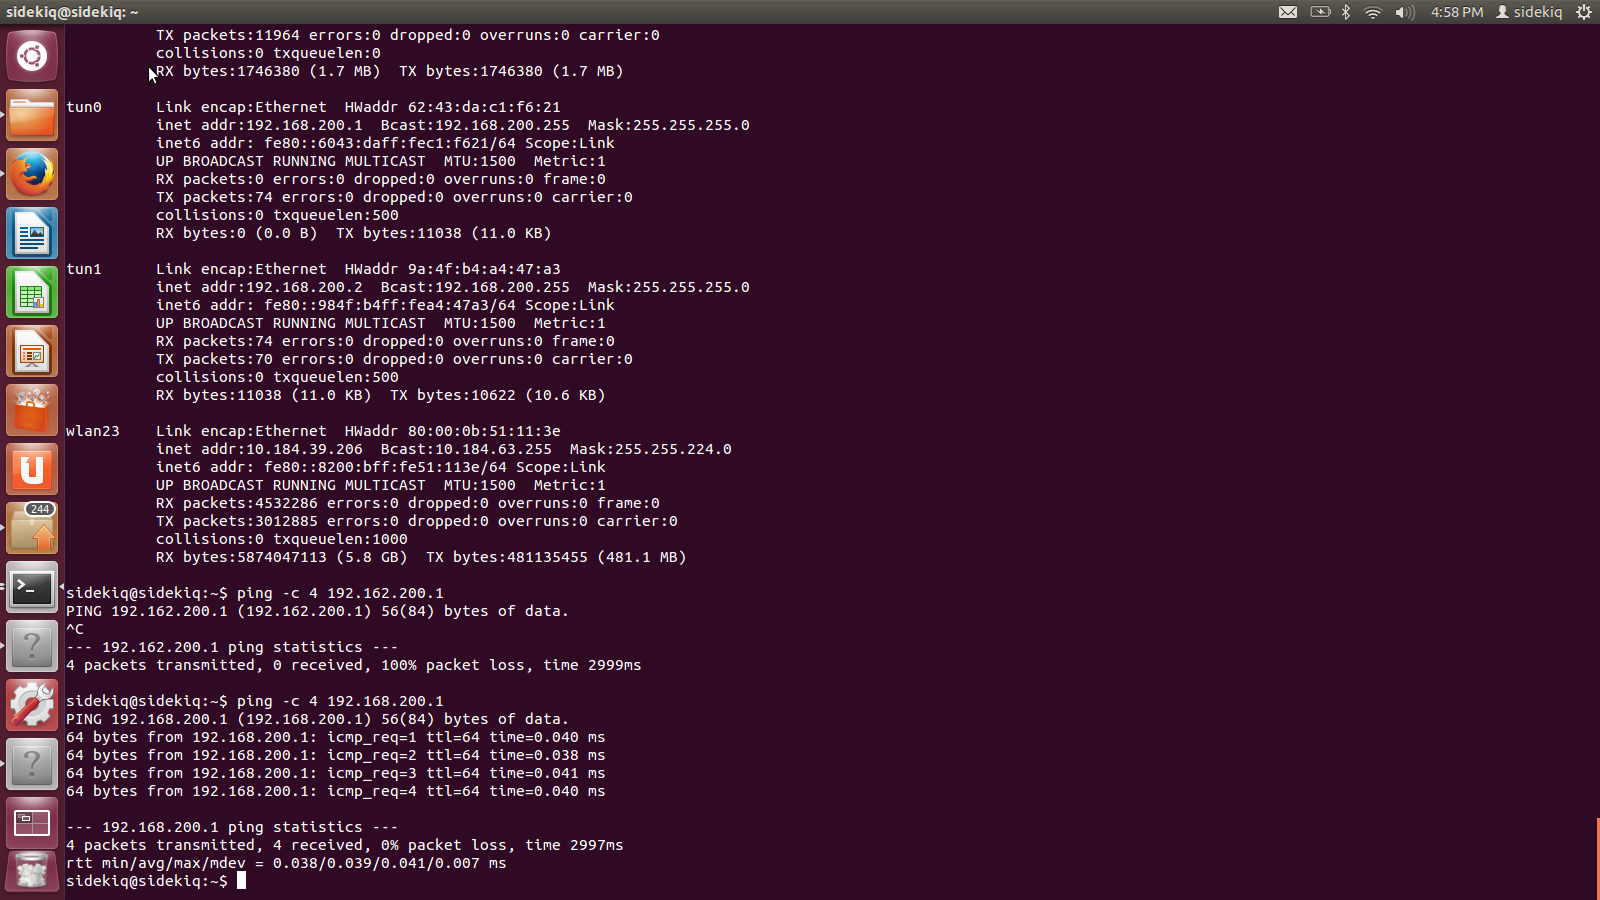 sidekiq@sidekiq: ~
4:58 PM
sidekiq
TX packets:11964 errors:0 dropped:0 overruns:0 carrier:0
collisions:0 txqueuelen:0
RX bytes:1746380 (1.7 MB)  TX bytes:1746380 (1.7 MB)
tun0      Link encap:Ethernet  HWaddr 62:43:da:c1:f6:21
inet addr:192.168.200.1  Bcast:192.168.200.255  Mask:255.255.255.0
inet6 addr: fe80::6043:daff:fec1:f621/64 Scope:Link
UP BROADCAST RUNNING MULTICAST  MTU:1500  Metric:1
RX packets:0 errors:0 dropped:0 overruns:0 frame:0
TX packets:74 errors:0 dropped:0 overruns:0 carrier:0
collisions:0 txqueuelen:500
RX bytes:0 (0.0 B)  TX bytes:11038 (11.0 KB)
tun1      Link encap:Ethernet  HWaddr 9a:4f:b4:a4:47:a3
inet addr:192.168.200.2  Bcast:192.168.200.255  Mask:255.255.255.0
inet6 addr: fe80::984f:b4ff:fea4:47a3/64 Scope:Link
UP BROADCAST RUNNING MULTICAST  MTU:1500  Metric:1
RX packets:74 errors:0 dropped:0 overruns:0 frame:0
TX packets:70 errors:0 dropped:0 overruns:0 carrier:0
collisions:0 txqueuelen:500
RX bytes:11038 (11.0 KB)  TX bytes:10622 (10.6 KB)
wlan23    Link encap:Ethernet  HWaddr 80:00:0b:51:11:3e
inet addr:10.184.39.206  Bcast:10.184.63.255  Mask:255.255.224.0
inet6 addr: fe80::8200:bff:fe51:113e/64 Scope:Link
UP BROADCAST RUNNING MULTICAST  MTU:1500  Metric:1
RX packets:4532286 errors:0 dropped:0 overruns:0 frame:0
TX packets:3012885 errors:0 dropped:0 overruns:0 carrier:0
collisions:0 txqueuelen:1000
RX bytes:5874047113 (5.8 GB)  TX bytes:481135455 (481.1 MB)
244
sidekiq@sidekiq:~$ ping -c 4 192.162.200.1
PING 192.162.200.1 (192.162.200.1) 56(84) bytes of data.
^C
--- 192.162.200.1 ping statistics ---
4 packets transmitted, 0 received, 100% packet loss, time 2999ms
sidekiq@sidekiq:~$ ping -c 4 192.168.200.1
PING 192.168.200.1 (192.168.200.1) 56(84) bytes of data.
64 bytes from 192.168.200.1: icmp_req=1 ttl=64 time=0.040 ms
64 bytes from 192.168.200.1: icmp_req=2 ttl=64 time=0.038 ms
64 bytes from 192.168.200.1: icmp_req=3 ttl=64 time=0.041 ms
64 bytes from 192.168.200.1: icmp_req=4 ttl=64 time=0.040 ms
--- 192.168.200.1 ping statistics ---
4 packets transmitted, 4 received, 0% packet loss, time 2997ms
rtt min/avg/max/mdev = 0.038/0.039/0.041/0.007 ms
sidekiq@sidekiq:~$